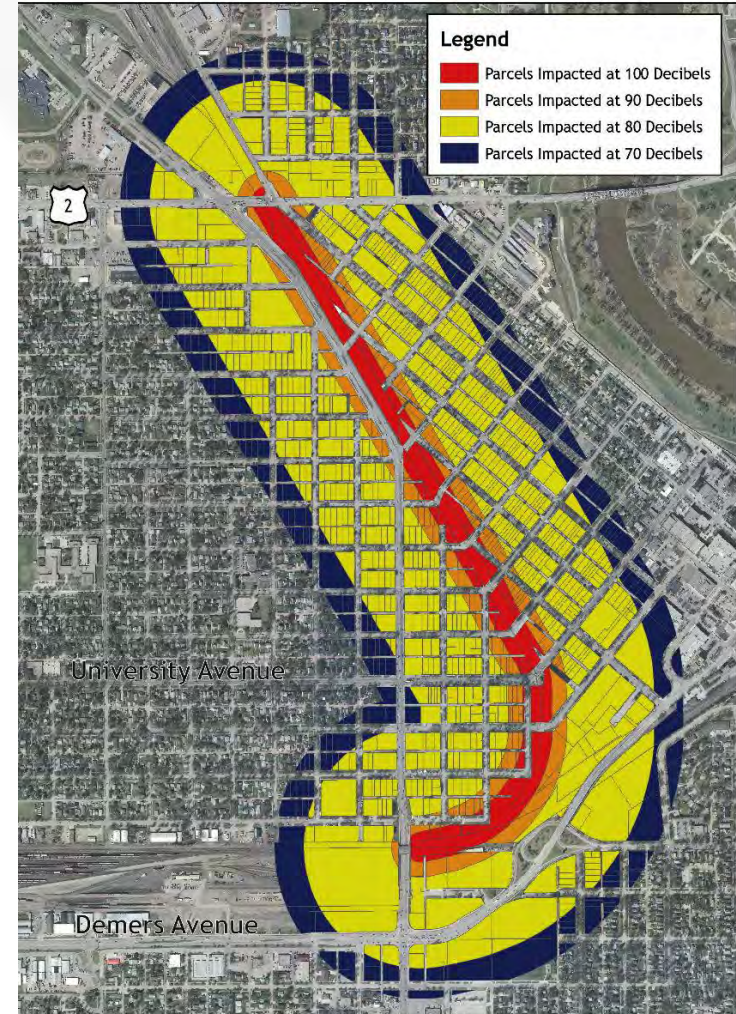 Legend
Parcels Impacted at 100 Decibels
Parcels Impacted at 90 Decibels
Parcels Impacted at 80 Decibels
Parcels Impacted at 70 Decibels
2
University Avenue
Demers Avenue